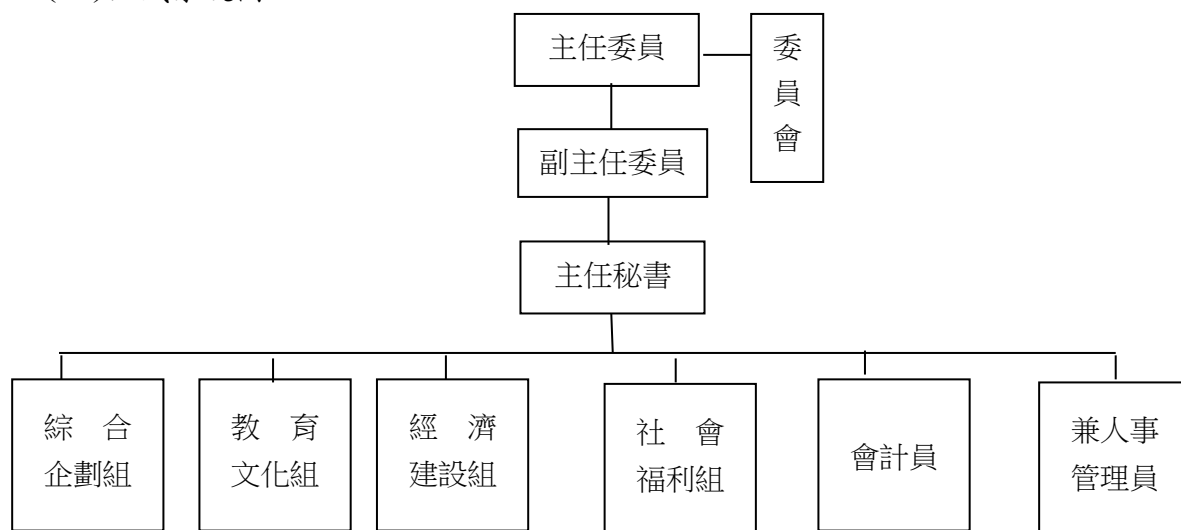 主任委員
委
員
會
副主任委員
主任秘書
綜　合
企劃組
教　育
文化組
經　濟
建設組
社　會
福利組
會計員
兼人事
管理員